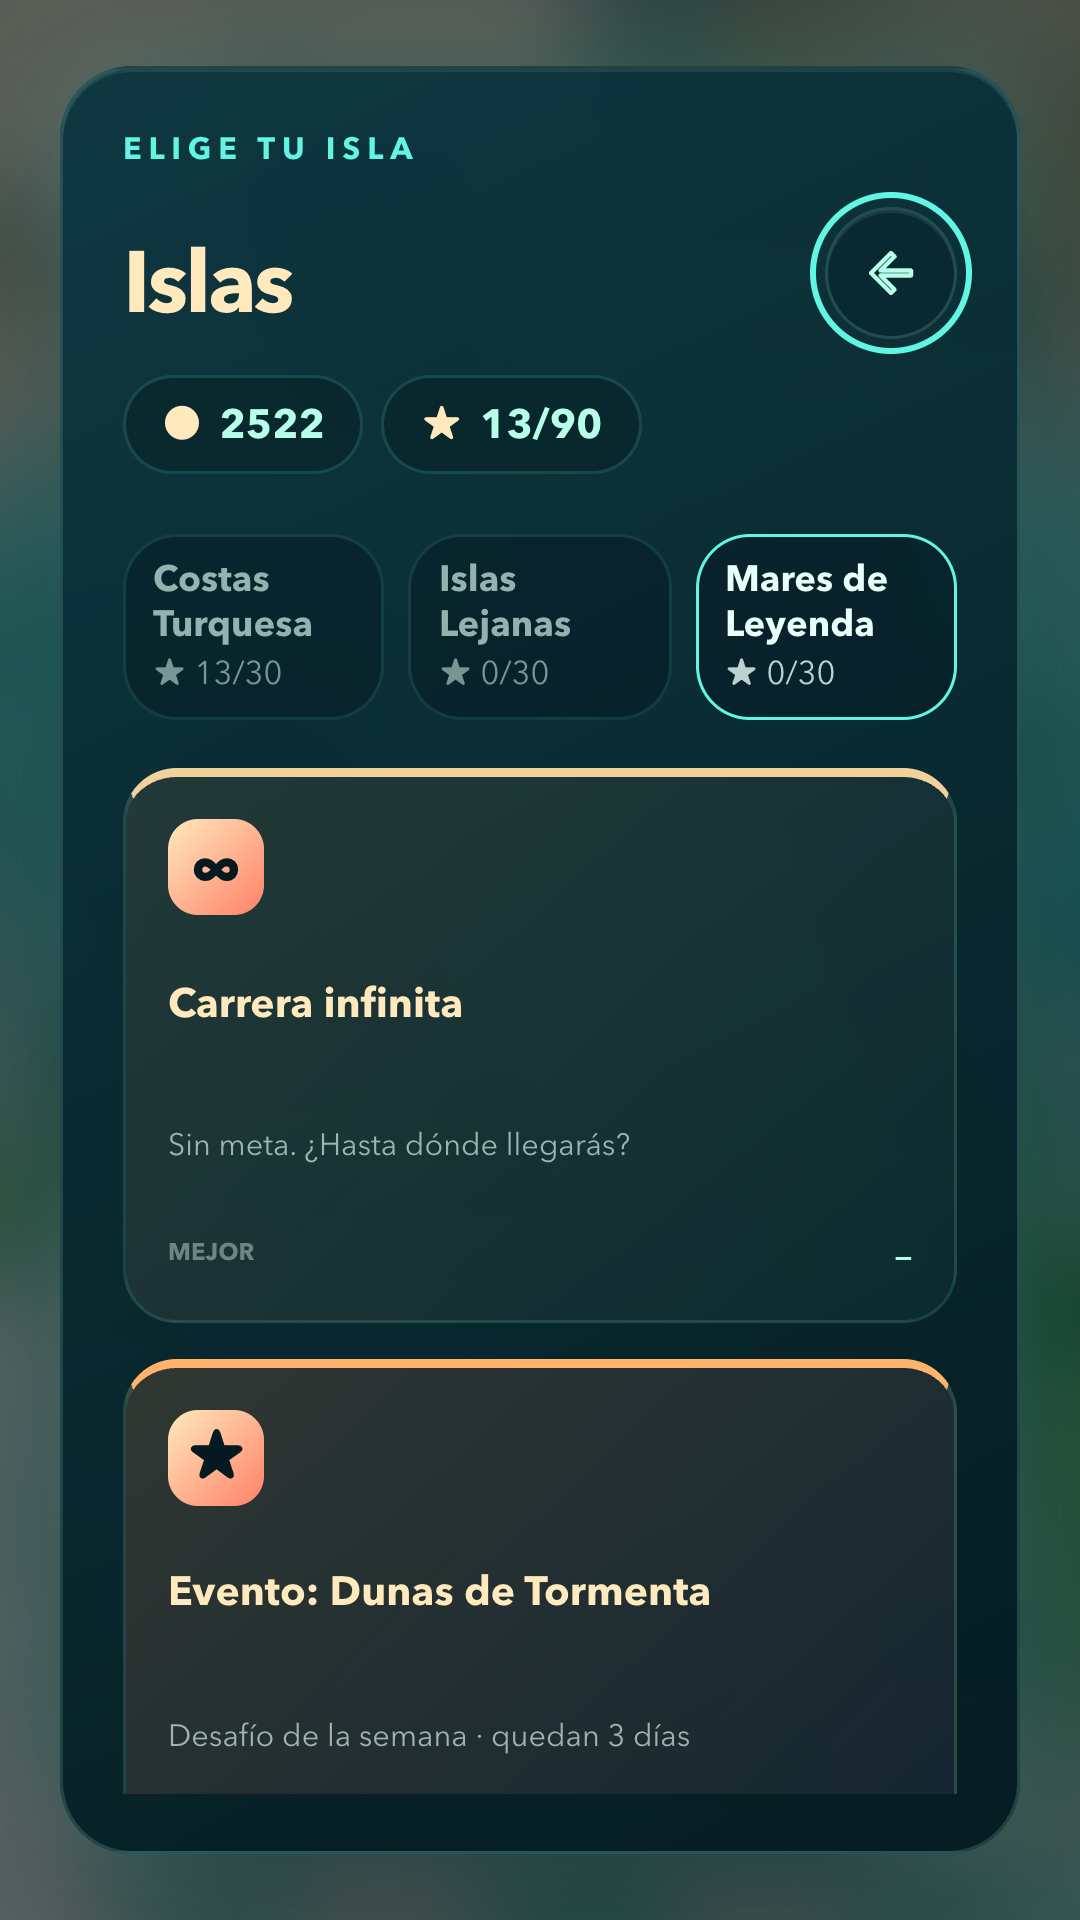 ELIGE TU ISLA
Islas
2522
13/90
Costas
Turquesa
13/30
Islas
Lejanas
0/30
Mares de
Leyenda
0/30
Carrera infinita
Sin meta. ¿Hasta dónde llegarás?
MEJOR –
Evento: Dunas de Tormenta
Desafío de la semana · quedan 3 días